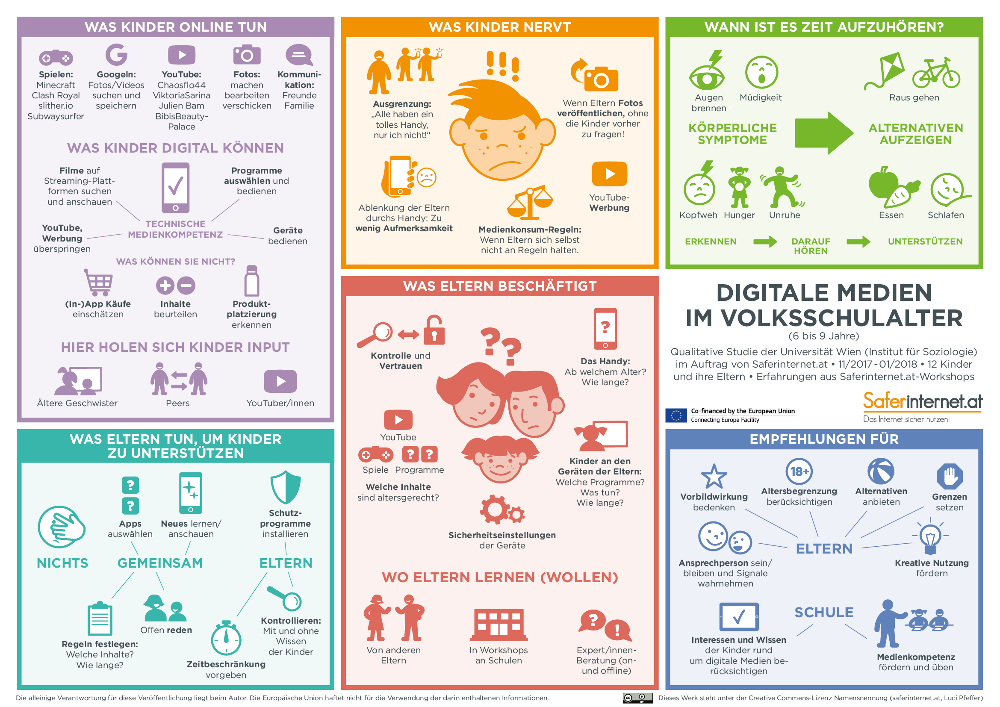 WAS KINDER ONLINE TUN
Spielen:
Minecraft
Clash Royal
slither.io
Subwaysurfer
Googeln:
Fotos/Videos
suchen und
speichern
YouTube:
Chaosflo44
ViktoriaSarina
Julien Bam
BibisBeauty-
Palace
Fotos:
machen
bearbeiten
verschicken
Kommuni-
kation:
Freunde
Familie
WAS KINDER DIGITAL KÖNNEN
Filme auf
Streaming-Platt-
formen suchen
und anschauen
Programme
auswählen und
bedienen
TECHNISCHE
MEDIENKOMPETENZ
YouTube,
Werbung
überspringen
Geräte
bedienen
WAS KÖNNEN SIE NICHT?
(In-)App Käufe
einschätzen
Inhalte
beurteilen
Produkt-
platzierung
erkennen
HIER HOLEN SICH KINDER INPUT
Ältere Geschwister
Peers
YouTuber/innen
WAS ELTERN TUN, UM KINDER
ZU UNTERSTÜTZEN
?
?
Apps
auswählen
Neues lernen/
anschauen
Schutz-
programme
installieren
NICHTS
GEMEINSAM
ELTERN
Regeln festlegen:
Welche Inhalte?
Wie lange?
Offen reden
Zeitbeschränkung
vorgeben
Kontrollieren:
Mit und ohne
Wissen
der Kinder
WAS KINDER NERVT
!!!
Ausgrenzung:
„Alle haben ein
tolles Handy,
nur ich nicht!“
Wenn Eltern Fotos
veröffentlichen, ohne
die Kinder vorher
zu fragen!
Ablenkung der Eltern
durchs Handy: Zu
wenig Aufmerksamkeit
Medienkonsum-Regeln:
Wenn Eltern sich selbst
nicht an Regeln halten.
YouTube-
Werbung
WAS ELTERN BESCHÄFTIGT
Kontrolle und
Vertrauen
??
?
Das Handy:
Ab welchem Alter?
Wie lange?
YouTube
? ?
Spiele Programme
Welche Inhalte
sind altersgerecht?
Kinder an den
Geräten der Eltern:
Welche Programme?
Was tun?
Wie lange?
Sicherheitseinstellungen
der Geräte
WO ELTERN LERNEN (WOLLEN)
Von anderen
Eltern
In Workshops
an Schulen
? !
Expert/innen-
Beratung (on-
und offline)
WANN IST ES ZEIT AUFZUHÖREN?
Augen
brennen
Müdigkeit
Raus gehen
KÖRPERLICHE
SYMPTOME
ALTERNATIVEN
AUFZEIGEN
Kopfweh Hunger Unruhe
Essen
Schlafen
ERKENNEN
DARAUF
HÖREN
UNTERSTÜTZEN
DIGITALE MEDIEN
IM VOLKSSCHULALTER
(6 bis 9 Jahre)
Qualitative Studie der Universität Wien (Institut für Soziologie)
im Auftrag von Saferinternet.at • 11/2017-01/2018 • 12 Kinder
und ihre Eltern • Erfahrungen aus Saferinternet.at-Workshops
Co-financed by the European Union
Connecting Europe Facility
Saferinternet.at
Das Internet sicher nutzen!
EMPFEHLUNGEN FÜR
18+
Vorbildwirkung
bedenken
Altersbegrenzung
berücksichtigen
Alternativen
anbieten
Grenzen
setzen
ELTERN
Ansprechperson sein/
bleiben und Signale
wahrnehmen
Kreative Nutzung
fördern
SCHULE
Interessen und Wissen
der Kinder rund
um digitale Medien be-
rücksichtigen
Medienkompetenz
fördern und üben
Die alleinige Verantwortung für diese Veröffentlichung liegt beim Autor. Die Europäische Union haftet nicht für die Verwendung der darin enthaltenen Informationen.
cc BY
Dieses Werk steht unter der Creative Commons-Lizenz Namensnennung (saferinternet.at, Luci Pfeffer)